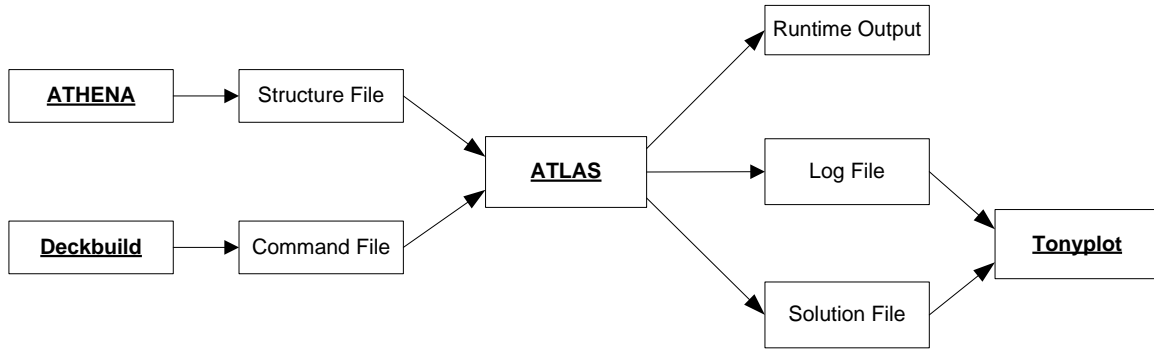 Runtime Output
ATHENA
Structure File
ATLAS
Log File
Deckbuild
Command File
Tonyplot
Solution File